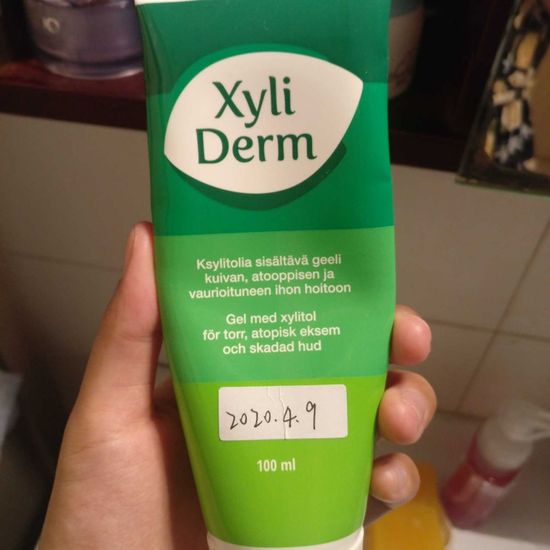 Xyli
Derm
Ksylitolia sisältävä geeli
kuivan, atooppisen ja
vaurioituneen ihon hoitoon
Gel med xylitol
för torr, atopisk eksem
och skadad hud
2020.4.9
100 ml